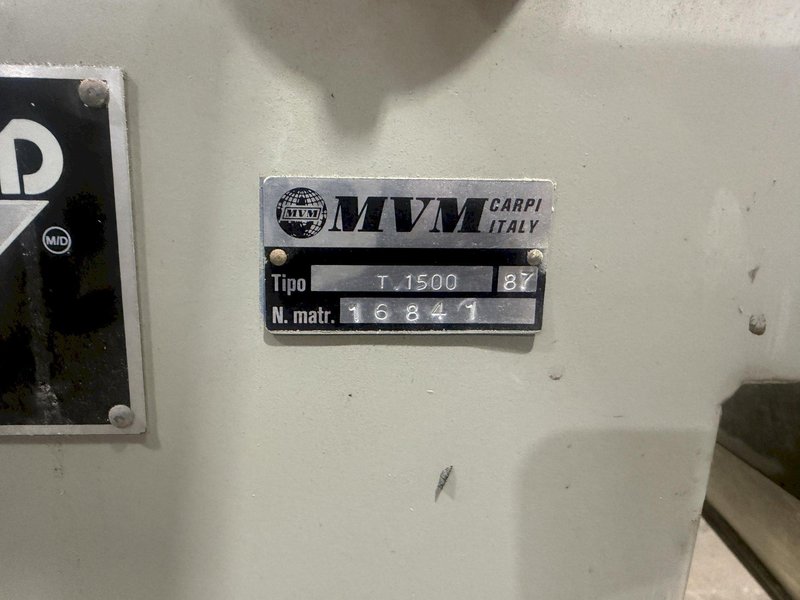 D
M/D
MVM MVM CARPI
ITALY
Tipo T.1500 87
N. matr. 16841